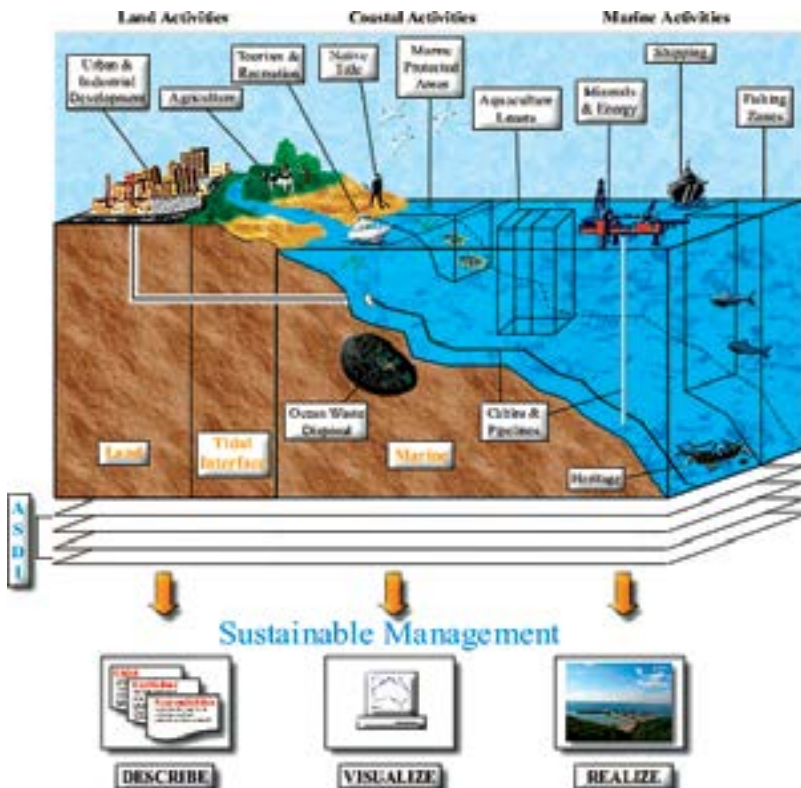 Land Activities
Coastal Activities
Marine Activities
Urban &
Industrial
Development
Agriculture
Tourism &
Recreation
Native
Title
Marine
Protected
Areas
Aquaculture
Leases
Minerals
& Energy
Shipping
Fishing
Zones
Ocean Waste
Disposal
Cables &
Pipelines
Heritage
Land
Tidal
Interface
Marine
A
S
D
I
Sustainable Management
DESCRIBE
VISUALIZE
REALIZE